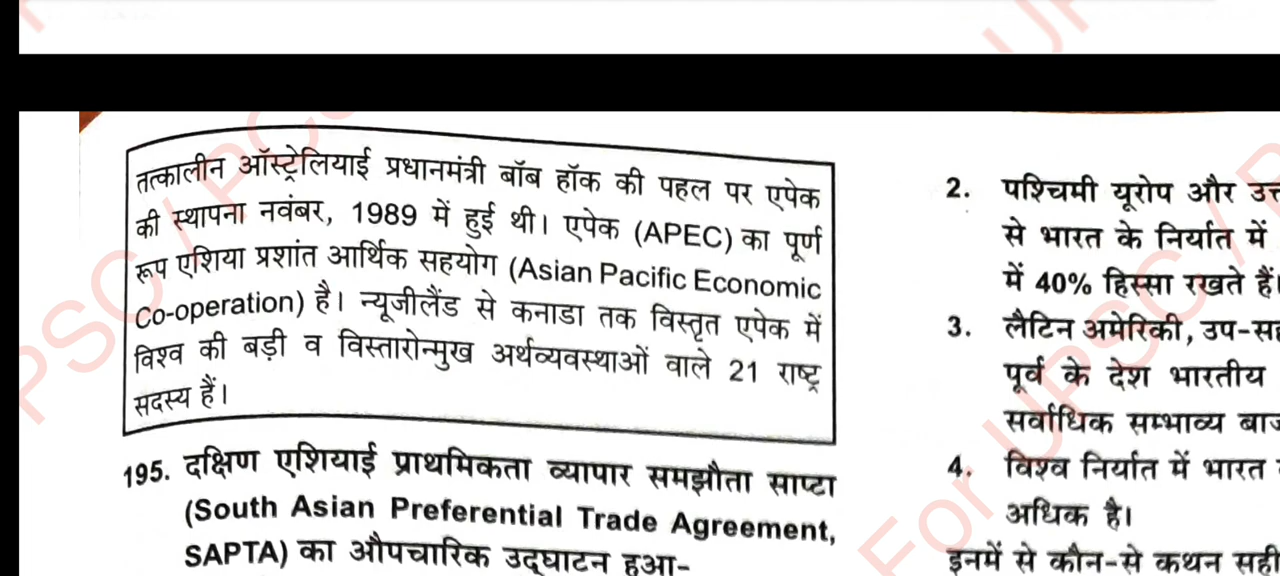 तत्कालीन ऑस्ट्रेलियाई प्रधानमंत्री बॉब हॉक की पहल पर एपेक
की स्थापना नवंबर, 1989 में हुई थी। एपेक (APEC) का पूर्ण
रूप एशिया प्रशांत आर्थिक सहयोग (Asian Pacific Economic
Co-operation) है। न्यूजीलैंड से कनाडा तक विस्तृत एपेक में
विश्व की बड़ी व विस्तारोन्मुख अर्थव्यवस्थाओं वाले 21 राष्ट्र
सदस्य हैं।
195. दक्षिण एशियाई प्राथमिकता व्यापार समझौता साप्टा
(South Asian Preferential Trade Agreement,
SAPTA) का औपचारिक उद्घाटन हुआ-
2. पश्चिमी यूरोप और
से भारत के निर्यात में
में 40% हिस्सा रखते हैं।
3. लैटिन अमेरिकी,
पूर्व के देश भारतीय
सर्वाधिक सम्भाव्य
4. विश्व निर्यात में भारत
अधिक है।
इनमें से कौन-से कथन सही
For UPSC /